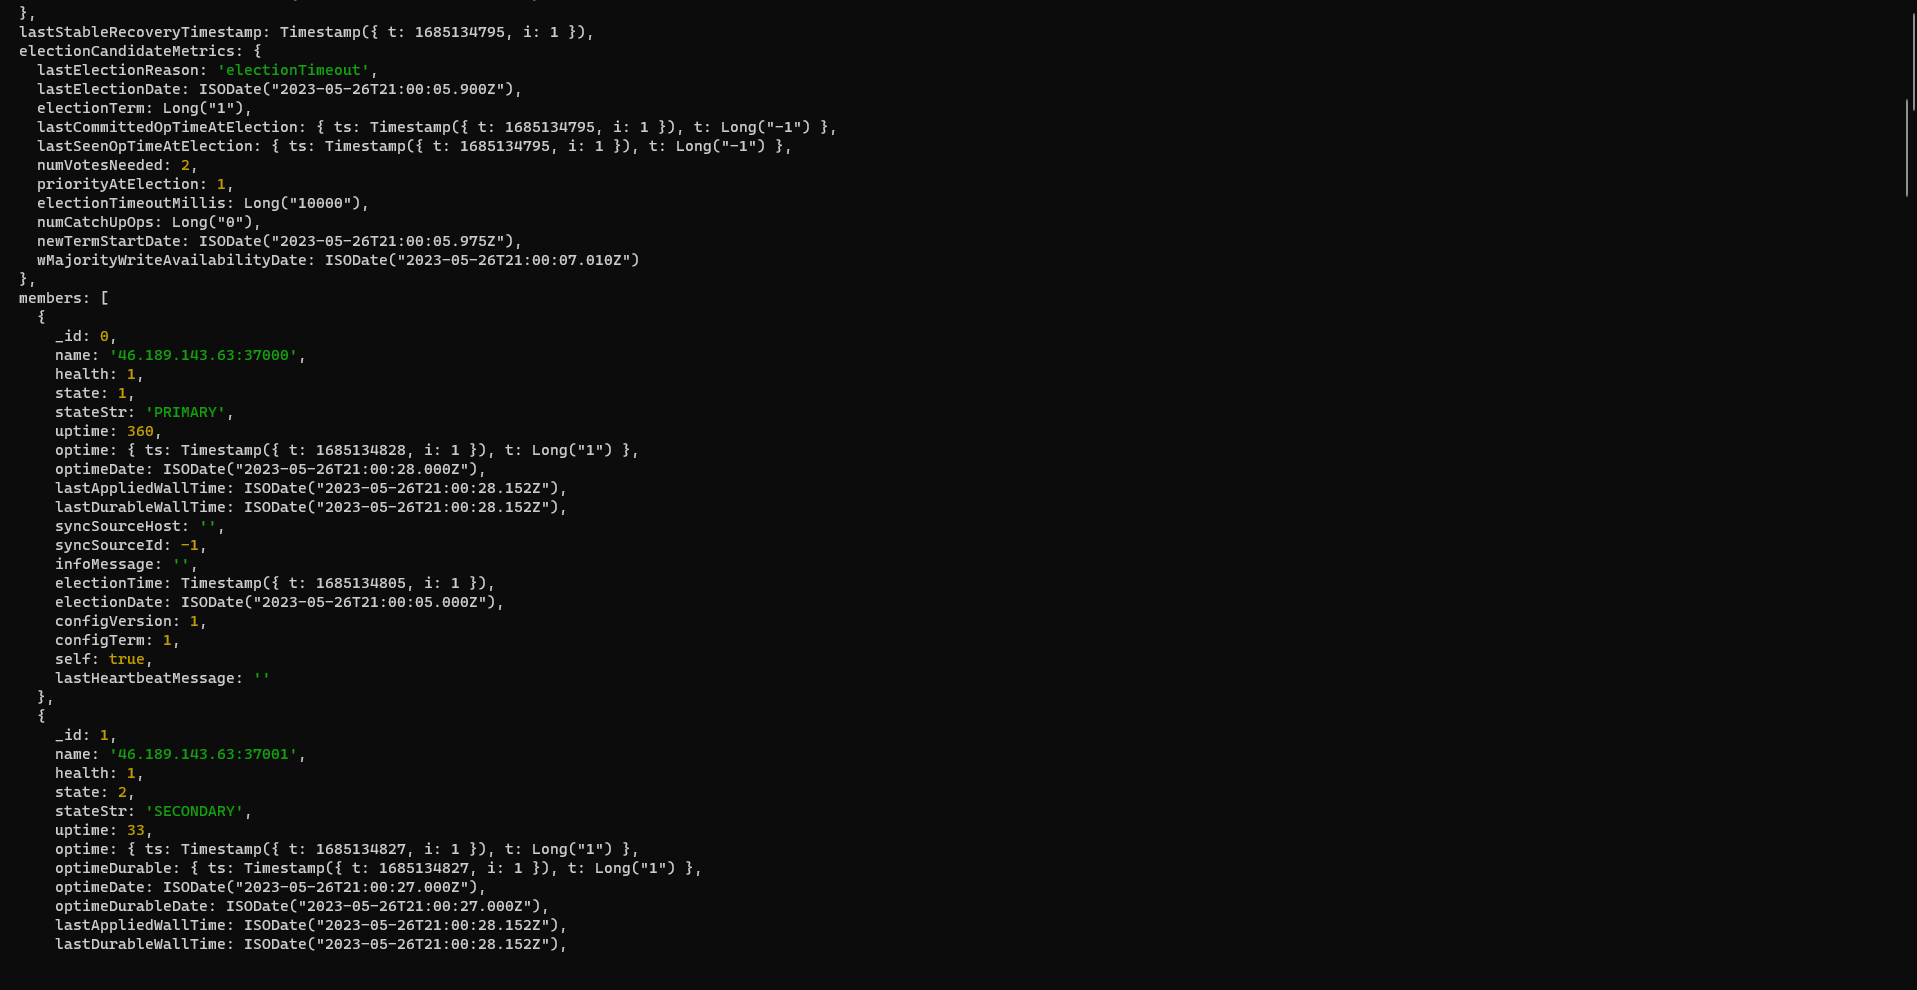 },
lastStableRecoveryTimestamp: Timestamp({ t: 1685134795, i: 1 }),
electionCandidateMetrics: {
  lastElectionReason: 'electionTimeout',
  lastElectionDate: ISODate("2023-05-26T21:00:05.900Z"),
  electionTerm: Long("1"),
  lastCommittedOpTimeAtElection: { ts: Timestamp({ t: 1685134795, i: 1 }), t: Long("-1") },
  lastSeenOpTimeAtElection: { ts: Timestamp({ t: 1685134795, i: 1 }), t: Long("-1") },
  numVotesNeeded: 2,
  priorityAtElection: 1,
  electionTimeoutMillis: Long("10000"),
  numCatchUpOps: Long("0"),
  newTermStartDate: ISODate("2023-05-26T21:00:05.975Z"),
  wMajorityWriteAvailabilityDate: ISODate("2023-05-26T21:00:07.010Z")
},
members: [
  {
    _id: 0,
    name: '46.189.143.63:37000',
    health: 1,
    state: 1,
    stateStr: 'PRIMARY',
    uptime: 360,
    optime: { ts: Timestamp({ t: 1685134828, i: 1 }), t: Long("1") },
    optimeDate: ISODate("2023-05-26T21:00:28.000Z"),
    lastAppliedWallTime: ISODate("2023-05-26T21:00:28.152Z"),
    lastDurableWallTime: ISODate("2023-05-26T21:00:28.152Z"),
    syncSourceHost: '',
    syncSourceId: -1,
    infoMessage: '',
    electionTime: Timestamp({ t: 1685134805, i: 1 }),
    electionDate: ISODate("2023-05-26T21:00:05.000Z"),
    configVersion: 1,
    configTerm: 1,
    self: true,
    lastHeartbeatMessage: ''
  },
  {
    _id: 1,
    name: '46.189.143.63:37001',
    health: 1,
    state: 2,
    stateStr: 'SECONDARY',
    uptime: 33,
    optime: { ts: Timestamp({ t: 1685134827, i: 1 }), t: Long("1") },
    optimeDurable: { ts: Timestamp({ t: 1685134827, i: 1 }), t: Long("1") },
    optimeDate: ISODate("2023-05-26T21:00:27.000Z"),
    optimeDurableDate: ISODate("2023-05-26T21:00:27.000Z"),
    lastAppliedWallTime: ISODate("2023-05-26T21:00:28.152Z"),
    lastDurableWallTime: ISODate("2023-05-26T21:00:28.152Z"),